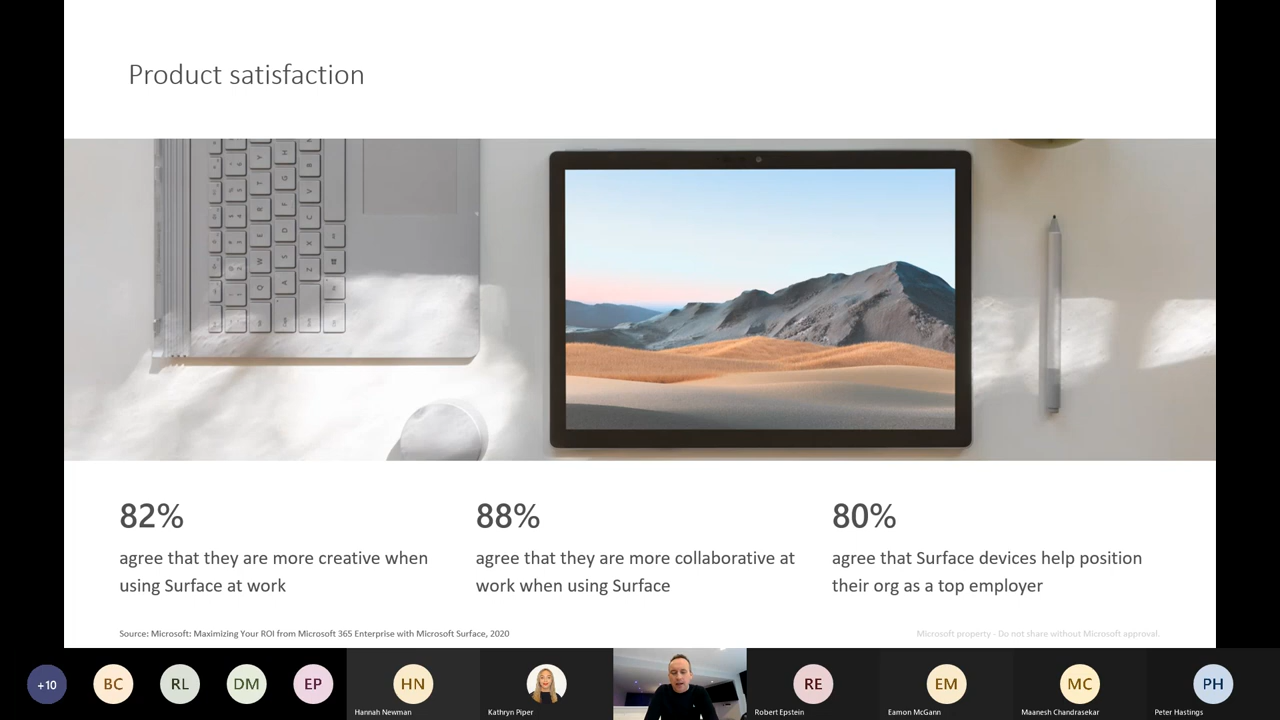 Product satisfaction
82%
agree that they are more creative when
using Surface at work
88%
agree that they are more collaborative at
work when using Surface
80%
agree that Surface devices help position
their org as a top employer
Source: Microsoft: Maximizing Your ROI from Microsoft 365 Enterprise with Microsoft Surface, 2020
Microsoft property - Do not share without Microsoft approval.
+10
BC
RL
DM
EP
HN
Hannah Newman
Kathryn Piper
RE
Robert Epstein
EM
Eamon McGann
MC
Maanesh Chandrasekar
PH
Peter Hastings